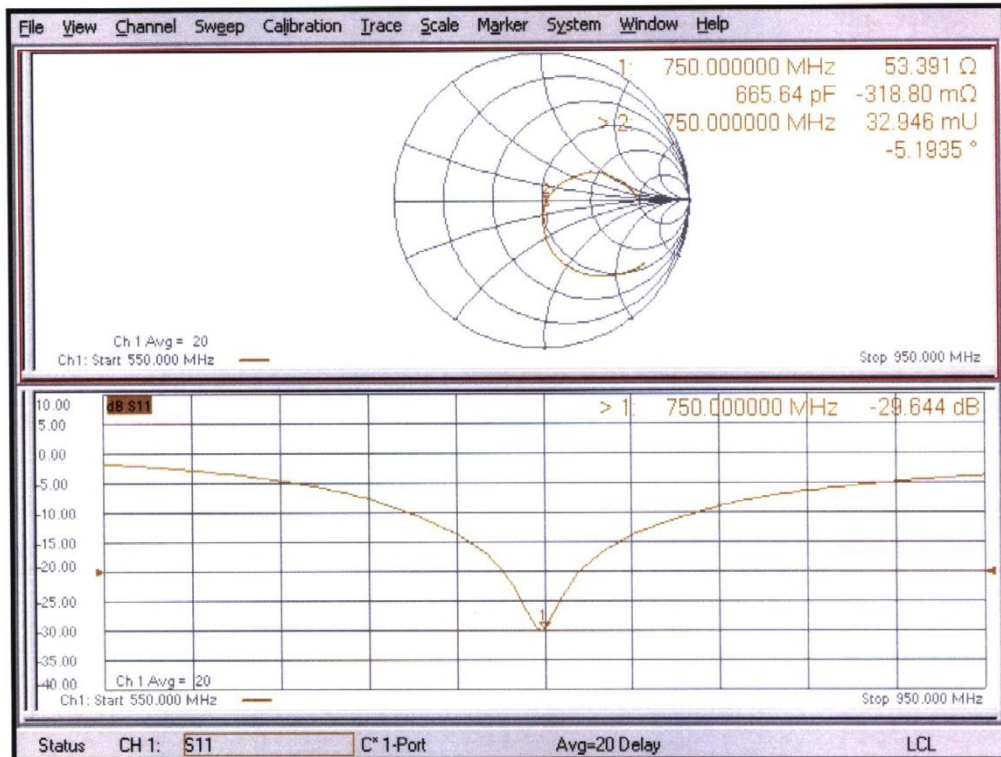 File View Channel Sweep Calibration Trace Scale Marker System Window Help
1: 750.000000 MHz 53.391 Ω
665.64 pF -318.80 mΩ
> 2: 750.000000 MHz 32.946 mU
-5.1935 °
Ch 1 Avg = 20
Ch1: Start 550.000 MHz
Stop 950.000 MHz
dB S11
> 1: 750.000000 MHz -29.644 dB
10.00
5.00
0.00
-5.00
-10.00
-15.00
-20.00
-25.00
-30.00
-35.00
-40.00
1
Ch 1 Avg = 20
Ch1: Start 550.000 MHz
Stop 950.000 MHz
Status CH 1: S11 C* 1-Port Avg=20 Delay LCL